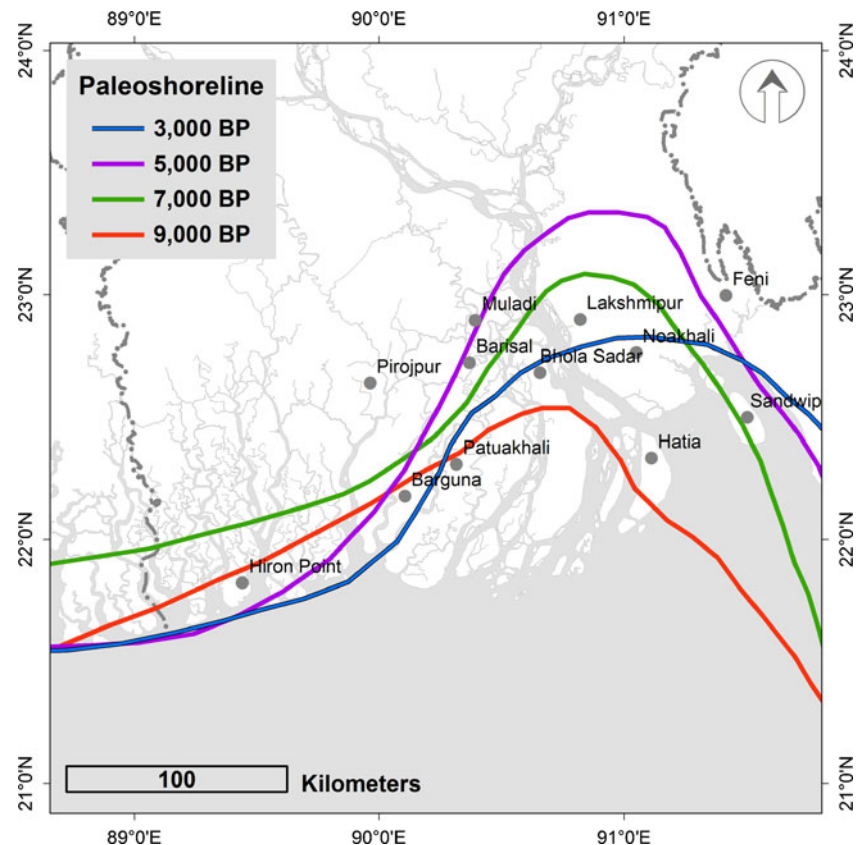 89°0'E 90°0'E 91°0'E
24°0'N 24°0'N
Paleoshoreline
3,000 BP
5,000 BP
7,000 BP
9,000 BP
Feni
23°0'N 23°0'N
Muladi Lakshmipur
Noakhali
Barisal
Bhola Sadar
Pirojpur
Sandwip
Patuakhali Hatia
Barguna
22°0'N 22°0'N
Hiron Point
100 Kilometers
21°0'N 21°0'N
89°0'E 90°0'E 91°0'E